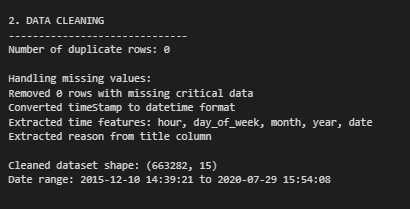 2. DATA CLEANING
------------------------------
Number of duplicate rows: 0
Handling missing values:
Removed 0 rows with missing critical data
Converted timeStamp to datetime format
Extracted time features: hour, day_of_week, month, year, date
Extracted reason from title column
Cleaned dataset shape: (663282, 15)
Date range: 2015-12-10 14:39:21 to 2020-07-29 15:54:08